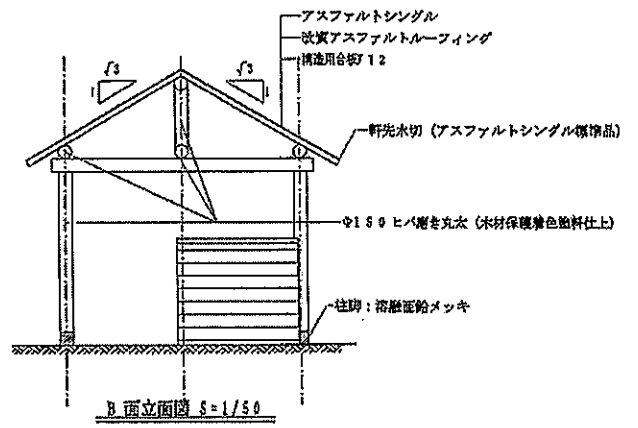 アスファルトシングル
改質アスファルトルーフィング
構造用合板T12
√3
√3
1
1
軒先水切（アスファルトシングル標準品）
Φ150 ヒバ磨き丸太（木材保護着色塗料仕上）
柱脚：溶融亜鉛メッキ
B 面立面図 S=1/50